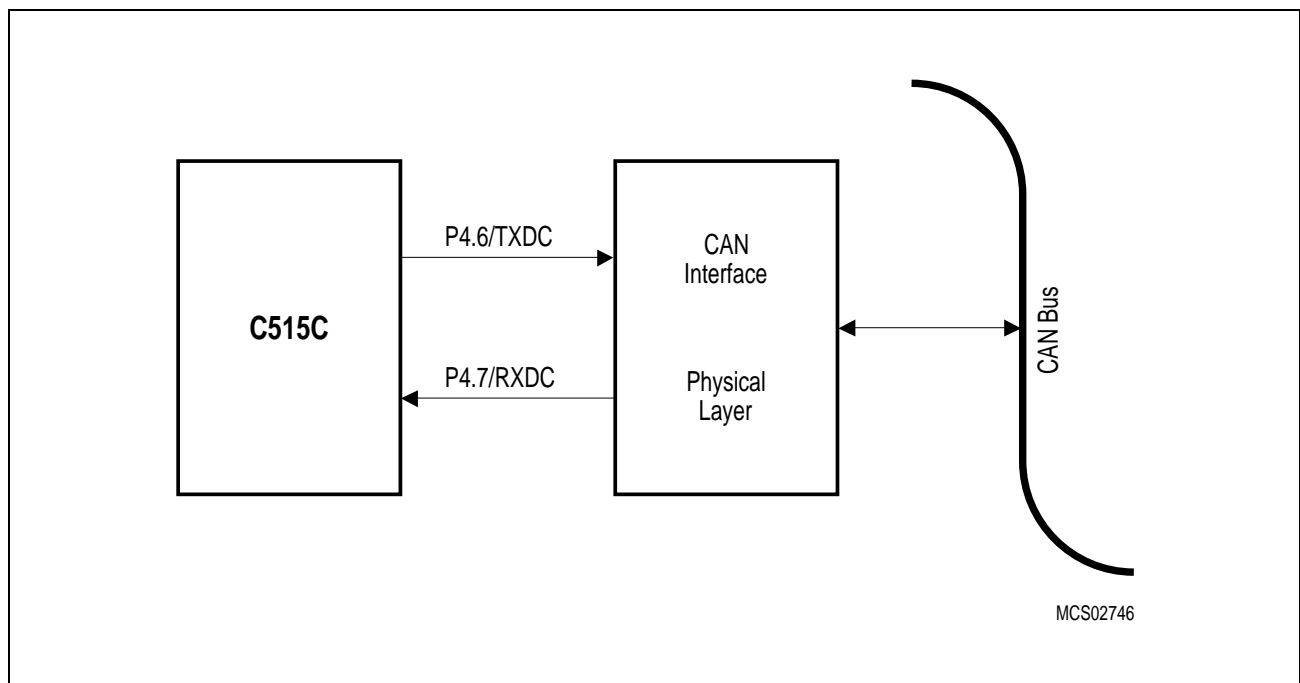 C515C
P4.6/TXDC
P4.7/RXDC
CAN
Interface
Physical
Layer
CAN Bus
MCS02746